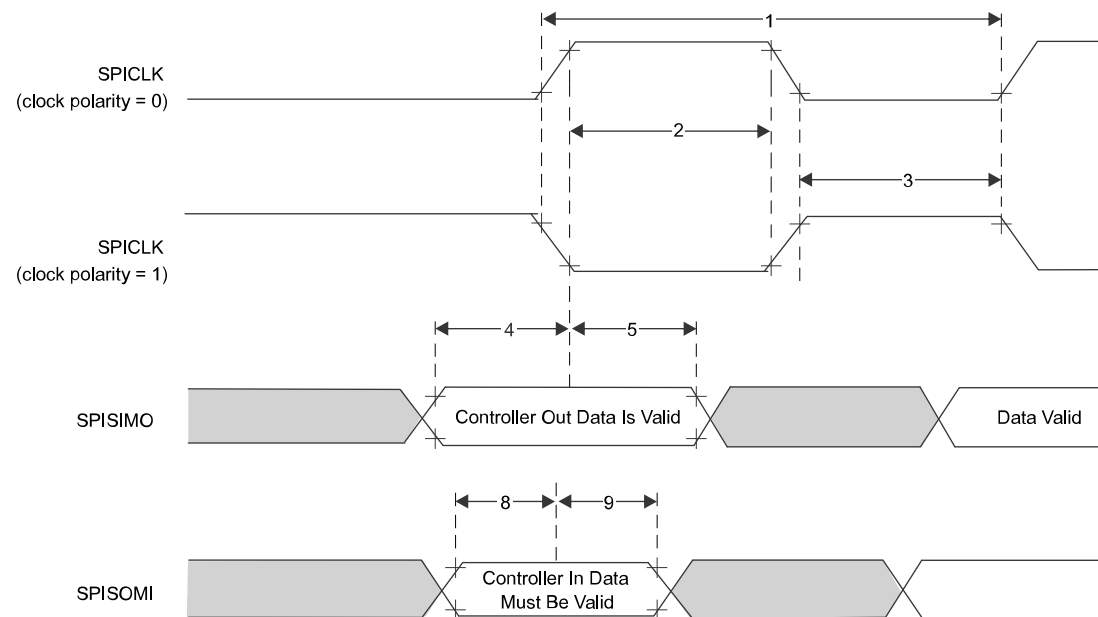 1
SPICLK
(clock polarity = 0)
2
3
SPICLK
(clock polarity = 1)
4
5
SPISIMO
Controller Out Data Is Valid
Data Valid
8
9
SPISOMI
Controller In Data
Must Be Valid